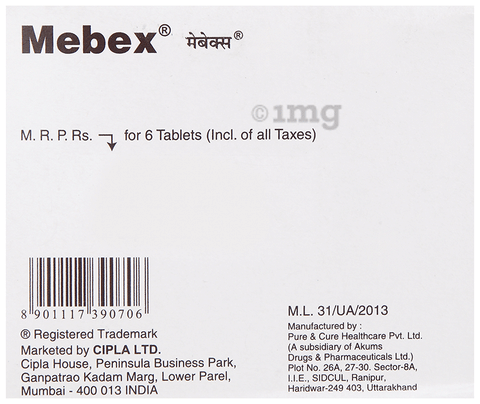 Mebex® मेबेक्स®
©1mg
M. R. P. Rs. for 6 Tablets (Incl. of all Taxes)
8 901117 390706
® Registered Trademark
Marketed by CIPLA LTD.
Cipla House, Peninsula Business Park,
Ganpatrao Kadam Marg, Lower Parel,
Mumbai - 400 013 INDIA
M.L. 31/UA/2013
Manufactured by :
Pure & Cure Healthcare Pvt. Ltd.
(A subsidiary of Akums
Drugs & Pharmaceuticals Ltd.)
Plot No. 26A, 27-30. Sector-8A,
I.I.E., SIDCUL, Ranipur,
Haridwar-249 403, Uttarakhand